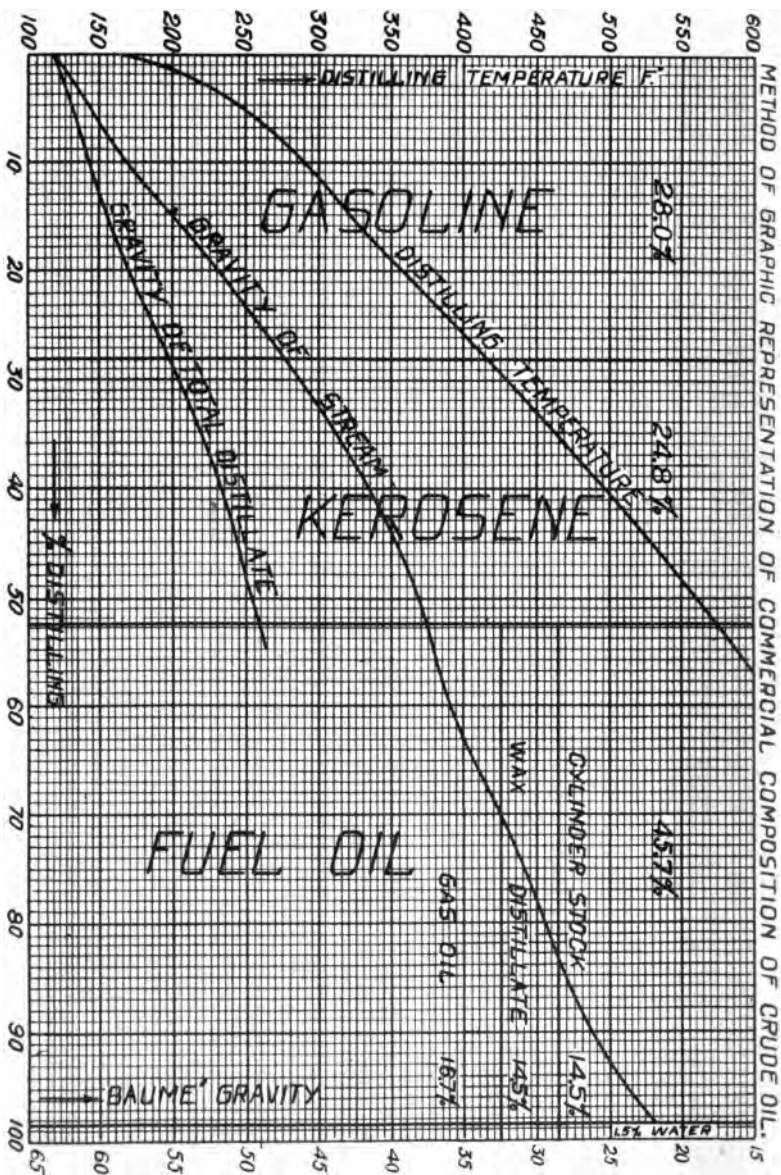 METHOD OF GRAPHIC REPRESENTATION OF COMMERCIAL COMPOSITION OF CRUDE OIL.
600
550
500
450
400
350
300
250
200
150
100
DISTILLING TEMPERATURE F.°
10
20
30
40
50
60
70
80
90
100
28.0%
24.8%
45.7%
GASOLINE
KEROSENE
FUEL OIL
DISTILLING TEMPERATURE
GRAVITY OF STREAM
GRAVITY OF TOTAL DISTILLATE
% DISTILLING
CYLINDER STOCK 14.5%
WAX DISTILLATE 14.5%
GAS OIL 16.7%
1.5% WATER
BAUME' GRAVITY
15
20
25
30
35
40
45
50
55
60
65